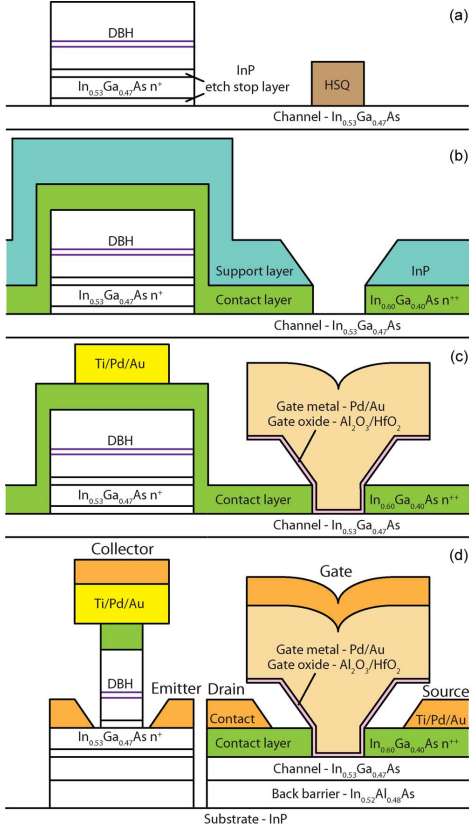 (a)
DBH
InP
etch stop layer
In0.53Ga0.47As n+
HSQ
Channel - In0.53Ga0.47As
(b)
DBH
Support layer
InP
In0.53Ga0.47As n+
Contact layer
In0.60Ga0.40As n++
Channel - In0.53Ga0.47As
(c)
Ti/Pd/Au
Gate metal - Pd/Au
Gate oxide - Al2O3/HfO2
DBH
In0.53Ga0.47As n+
Contact layer
In0.60Ga0.40As n++
Channel - In0.53Ga0.47As
(d)
Collector
Gate
Ti/Pd/Au
Gate metal - Pd/Au
Gate oxide - Al2O3/HfO2
DBH
Emitter
Drain
Source
Contact
Ti/Pd/Au
In0.53Ga0.47As n+
Contact layer
In0.60Ga0.40As n++
Channel - In0.53Ga0.47As
Back barrier - In0.52Al0.48As
Substrate - InP